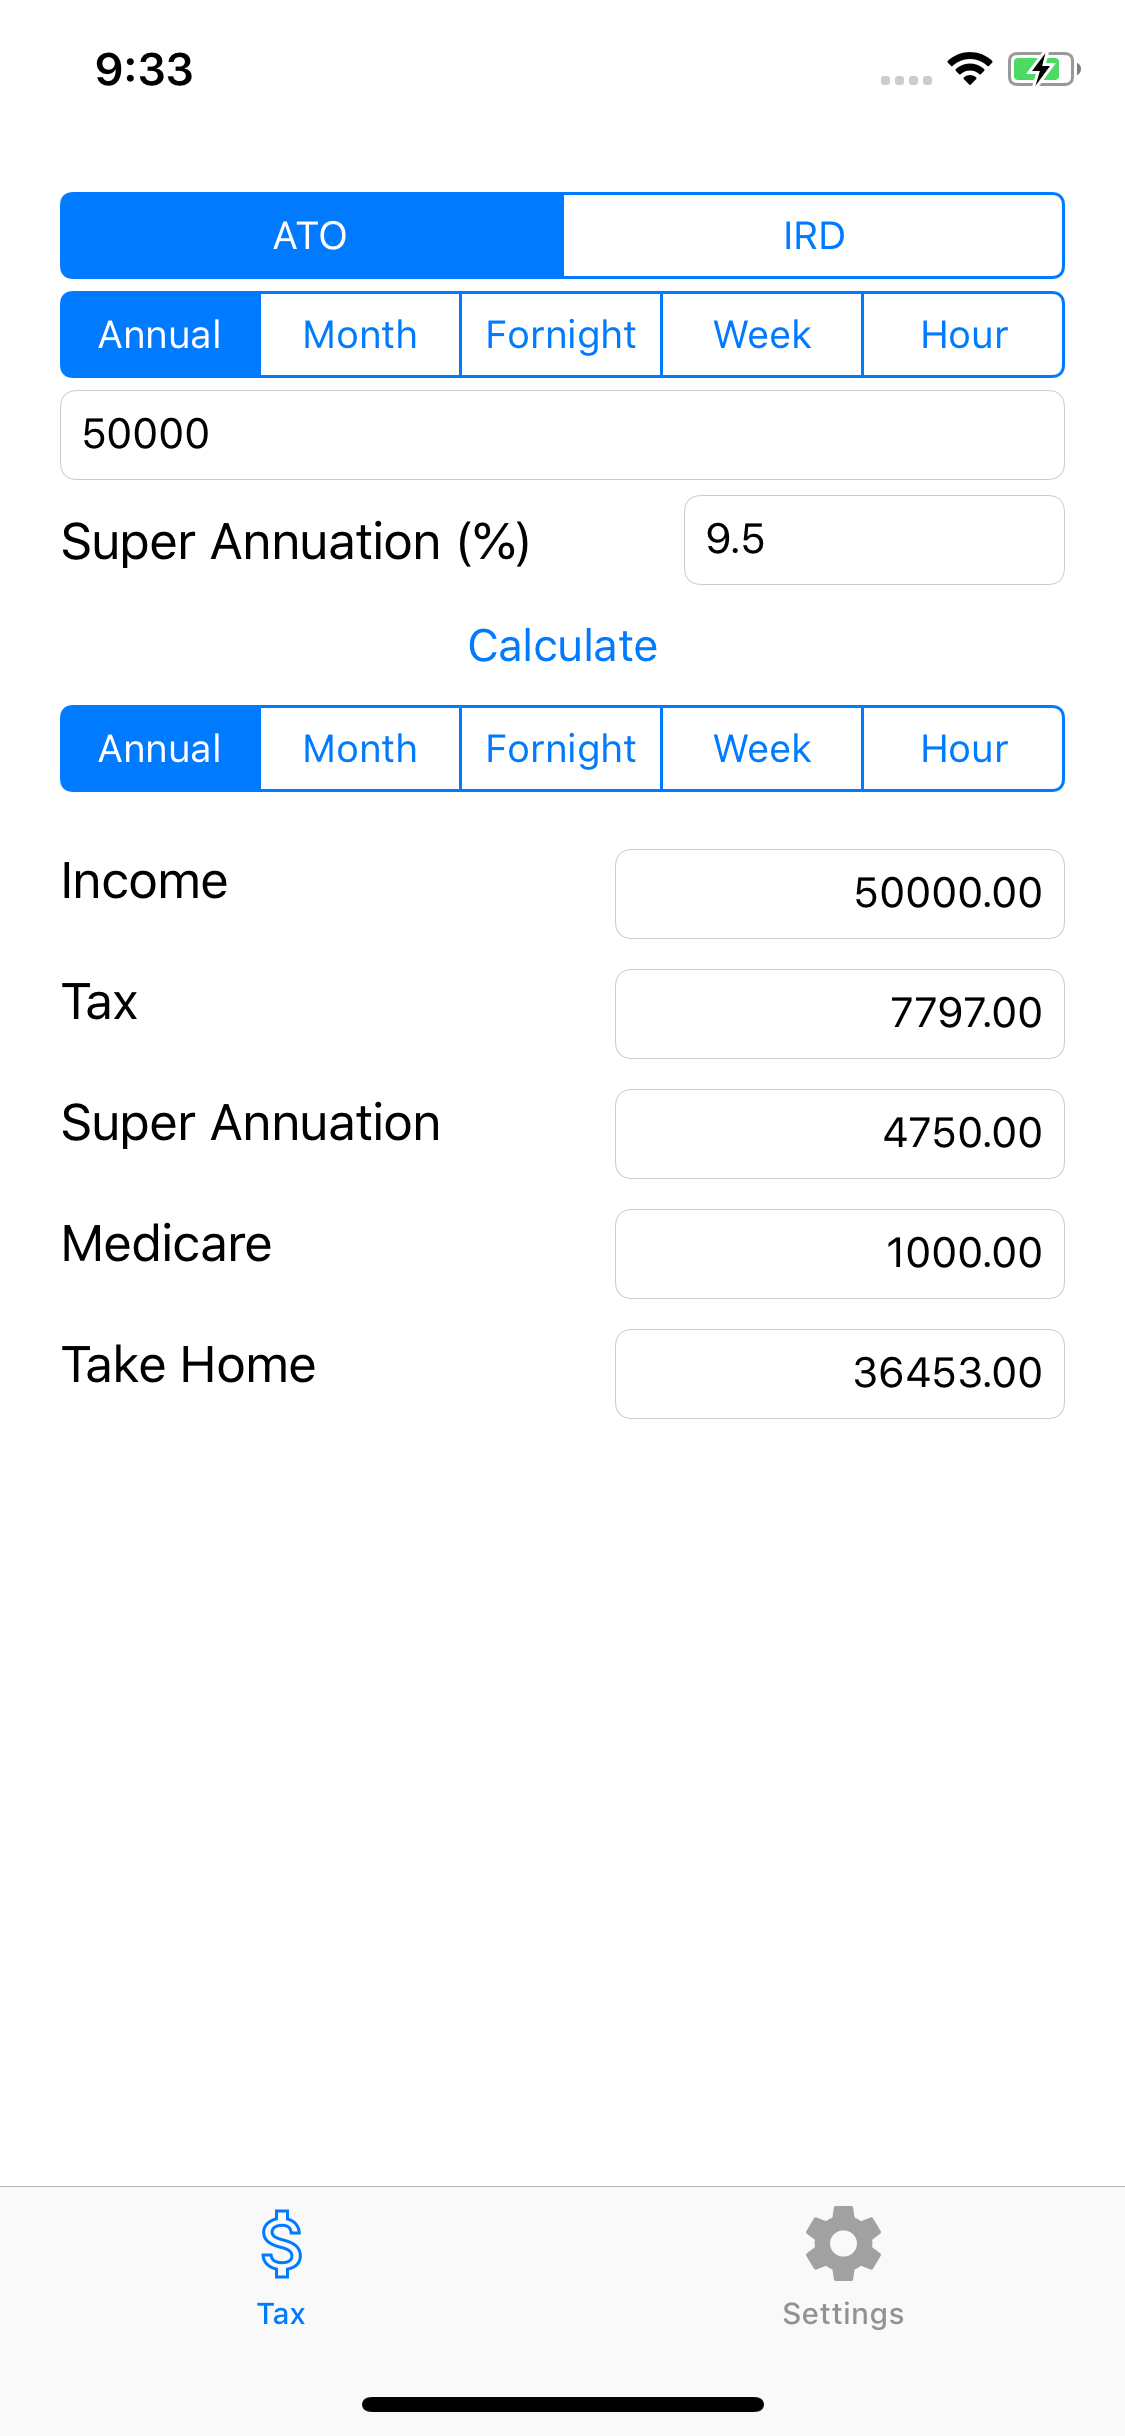 9:33
ATO IRD
Annual Month Fornight Week Hour
50000
Super Annuation (%) 9.5
Calculate
Annual Month Fornight Week Hour
Income 50000.00
Tax 7797.00
Super Annuation 4750.00
Medicare 1000.00
Take Home 36453.00
Tax Settings